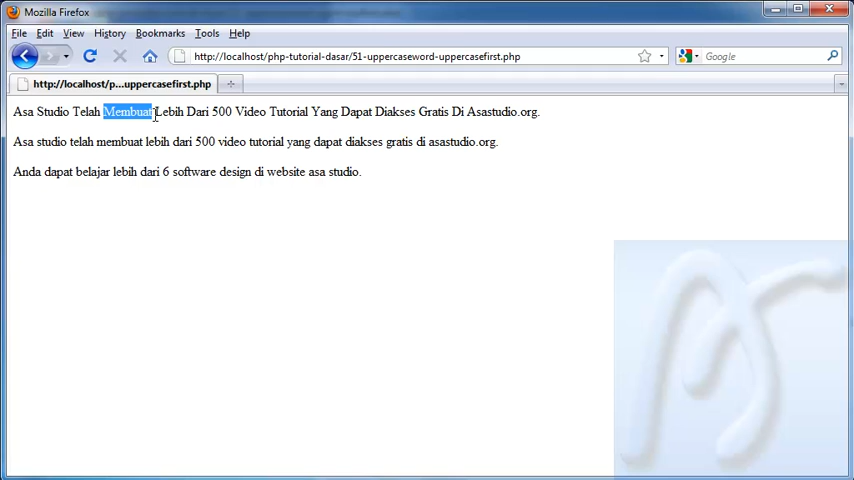 Mozilla Firefox
File Edit View History Bookmarks Tools Help
http://localhost/php-tutorial-dasar/51-uppercaseword-uppercasefirst.php
Google
http://localhost/p...uppercasefirst.php
Asa Studio Telah Membuat Lebih Dari 500 Video Tutorial Yang Dapat Diakses Gratis Di Asastudio.org.
Asa studio telah membuat lebih dari 500 video tutorial yang dapat diakses gratis di asastudio.org.
Anda dapat belajar lebih dari 6 software design di website asa studio.